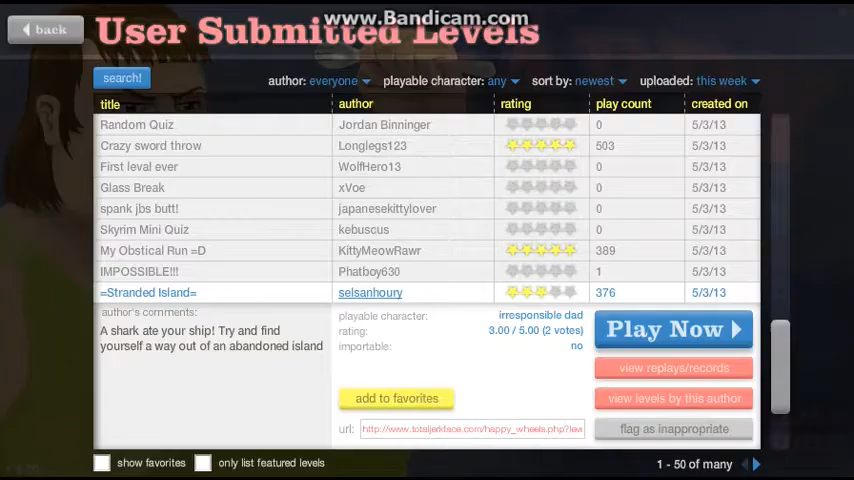 www.Bandicam.com
back
User Submitted Levels
search!
author: everyone playable character: any sort by: newest uploaded: this week
title author rating play count created on
Random Quiz Jordan Binninger 0 5/3/13
Crazy sword throw Longlegs123 503 5/3/13
First leval ever WolfHero13 0 5/3/13
Glass Break xVoe 0 5/3/13
spank jbs butt! japanesekittylover 0 5/3/13
Skyrim Mini Quiz kebuscus 0 5/3/13
My Obstical Run =D KittyMeowRawr 389 5/3/13
IMPOSSIBLE!!! Phatboy630 1 5/3/13
=Stranded Island= selsanhoury 376 5/3/13
author's comments:
A shark ate your ship! Try and find
yourself a way out of an abandoned island
playable character: irresponsible dad
rating: 3.00 / 5.00 (2 votes)
importable: no
add to favorites
url: http://www.totaljerkface.com/happy_wheels.php?lev
Play Now
view replays/records
view levels by this author
flag as inappropriate
show favorites only list featured levels
1 - 50 of many